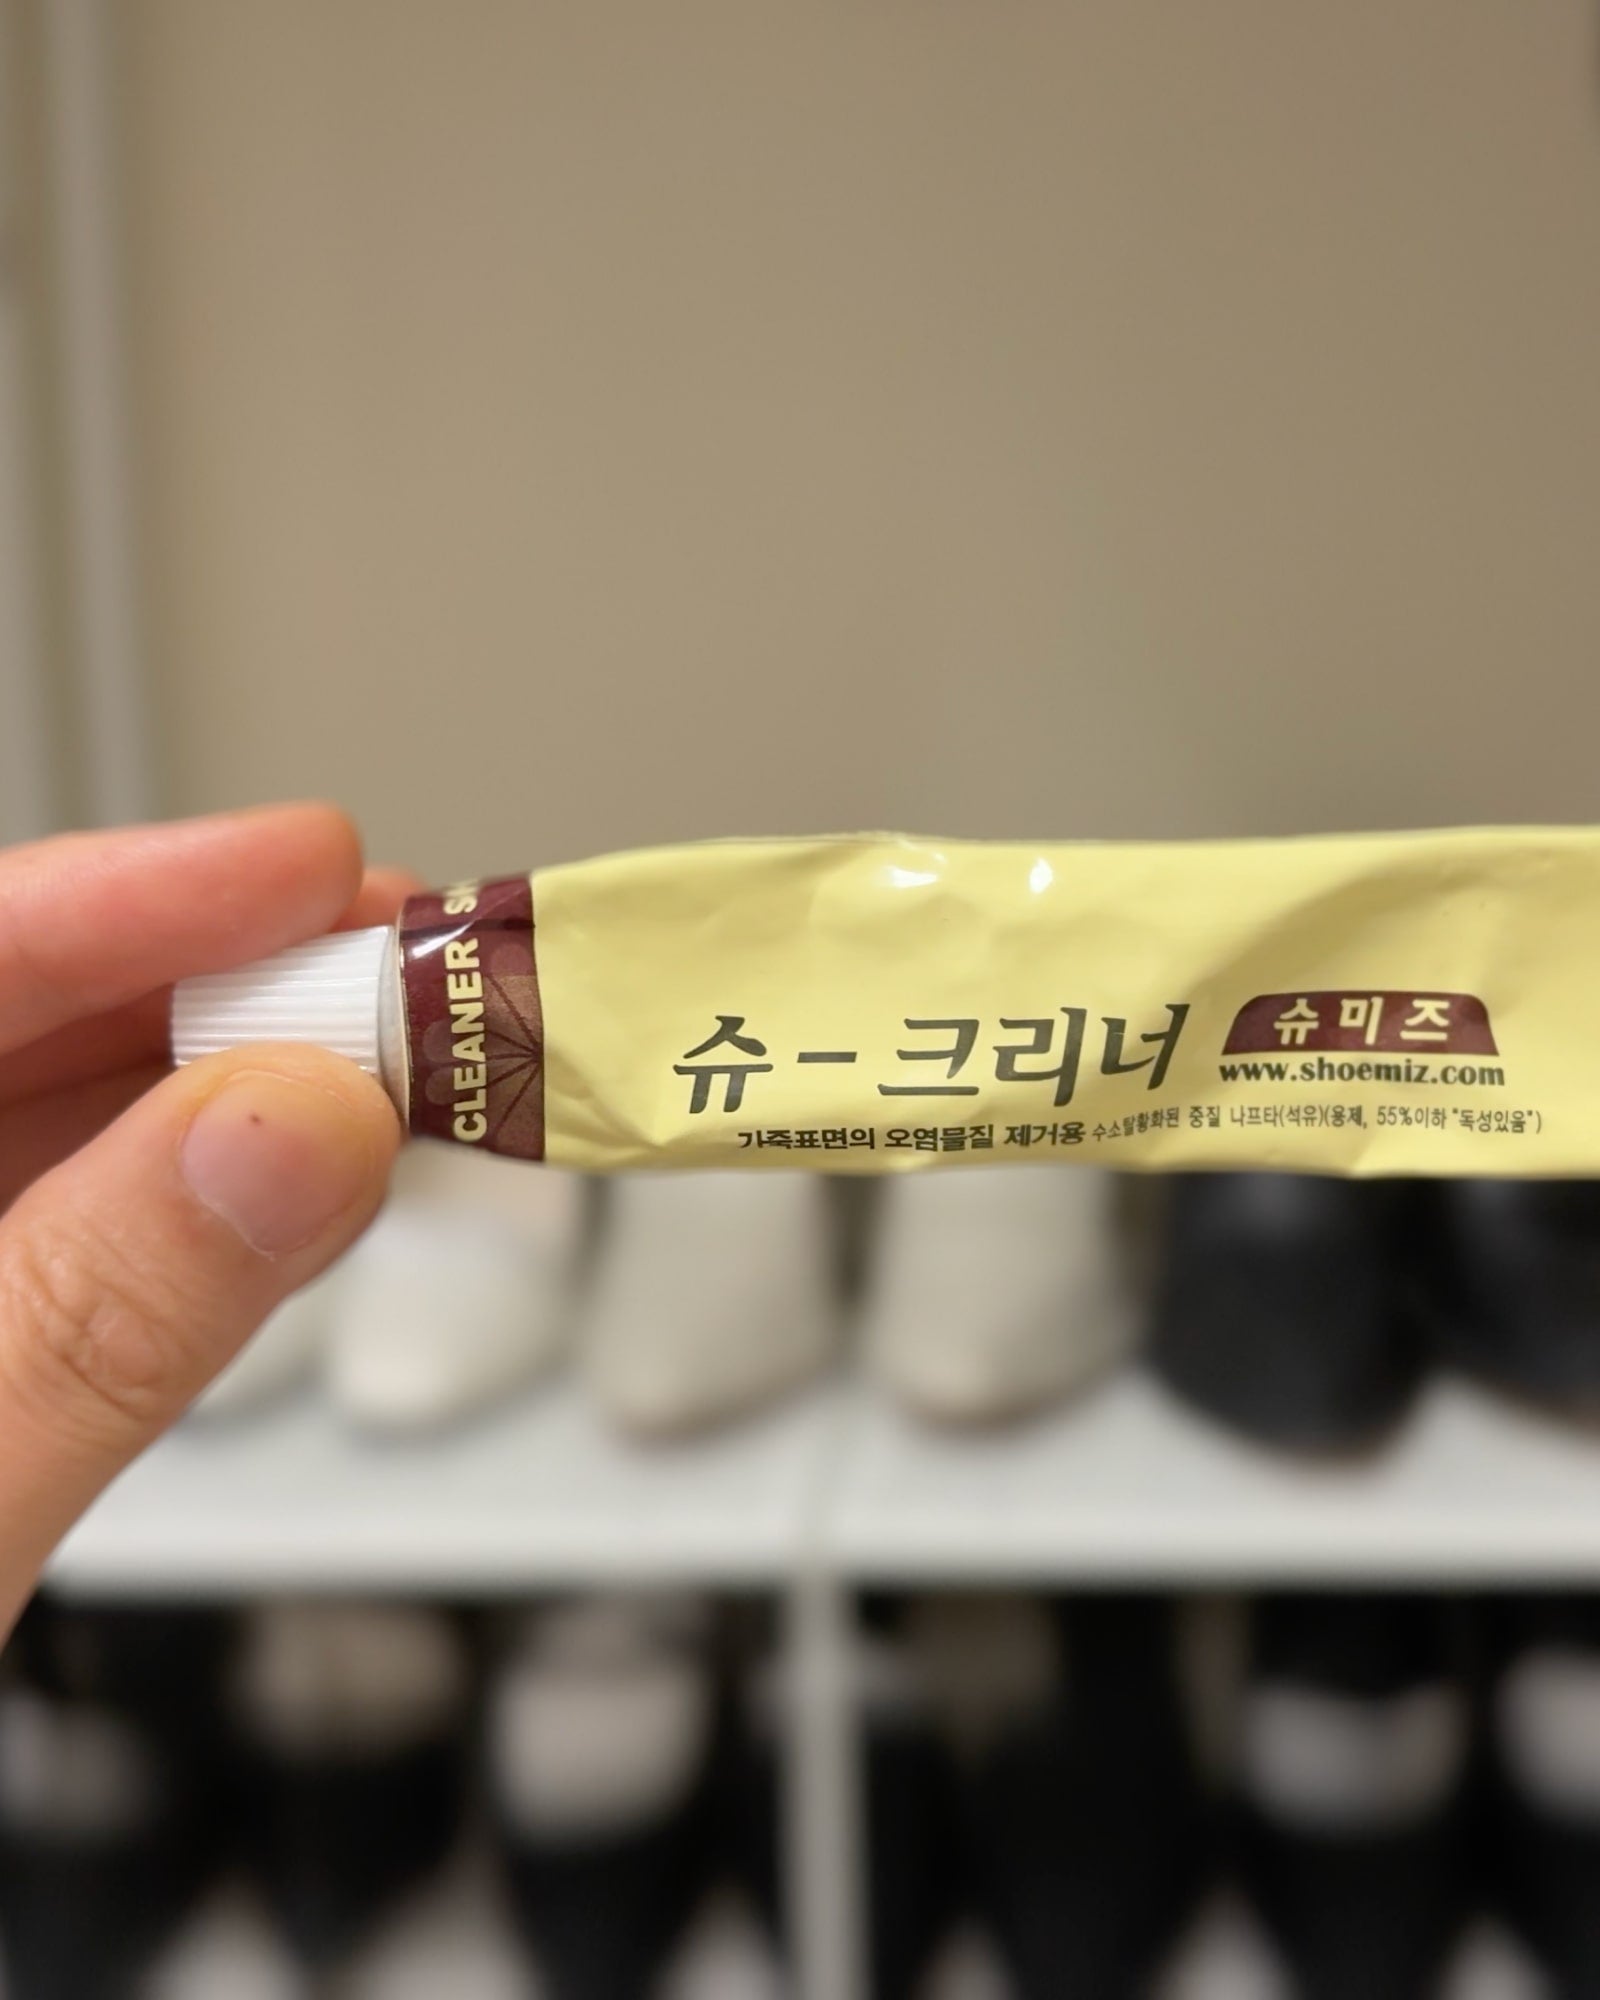 CLEANER
슈-크리너
슈미즈
www.shoemiz.com
가죽표면의 오염물질 제거용 수소탈황화된 중질 나프타(석유)(용제, 55%이하 "독성있음")